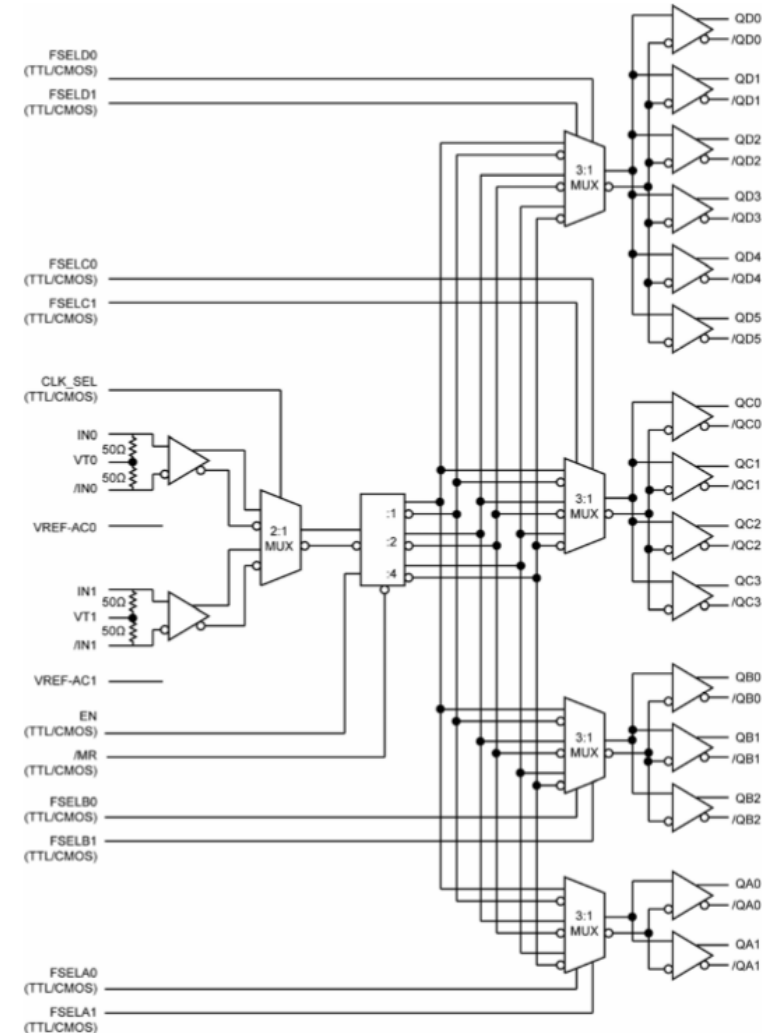 QD0
/QD0
FSELD0
(TTL/CMOS)
QD1
FSELD1
/QD1
(TTL/CMOS)
QD2
3:1
/QD2
MUX
QD3
/QD3
QD4
FSELC0
/QD4
(TTL/CMOS)
FSELC1
QD5
(TTL/CMOS)
/QD5
CLK_SEL
(TTL/CMOS)
QC0
/QC0
IN0
50Ω
VT0
50Ω
/IN0
QC1
/QC1
3:1
MUX
:1
VREF-AC0
2:1
MUX
:2
QC2
/QC2
:4
IN1
50Ω
VT1
50Ω
/IN1
QC3
/QC3
VREF-AC1
QB0
/QB0
EN
(TTL/CMOS)
3:1
MUX
QB1
/QB1
/MR
(TTL/CMOS)
FSELB0
(TTL/CMOS)
QB2
/QB2
FSELB1
(TTL/CMOS)
QA0
/QA0
3:1
MUX
QA1
/QA1
FSELA0
(TTL/CMOS)
FSELA1
(TTL/CMOS)